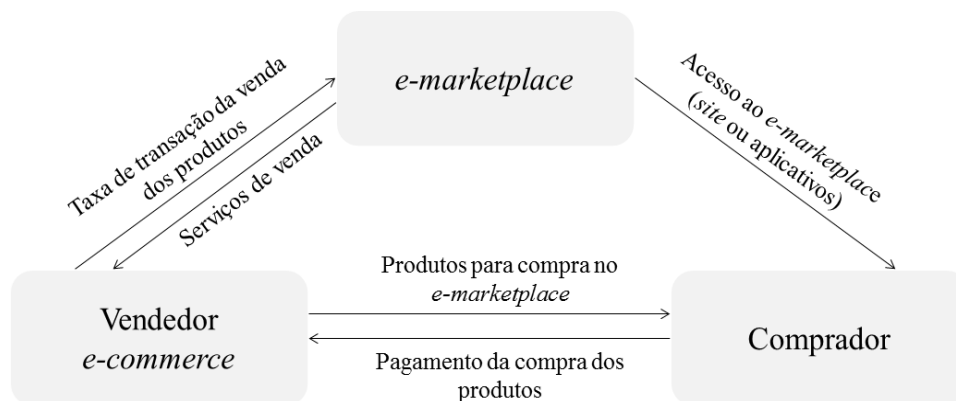 e-marketplace
Taxa de transação da venda
dos produtos
Serviços de venda
Acesso ao e-marketplace
(site ou aplicativos)
Vendedor
e-commerce
Produtos para compra no
e-marketplace
Pagamento da compra dos
produtos
Comprador